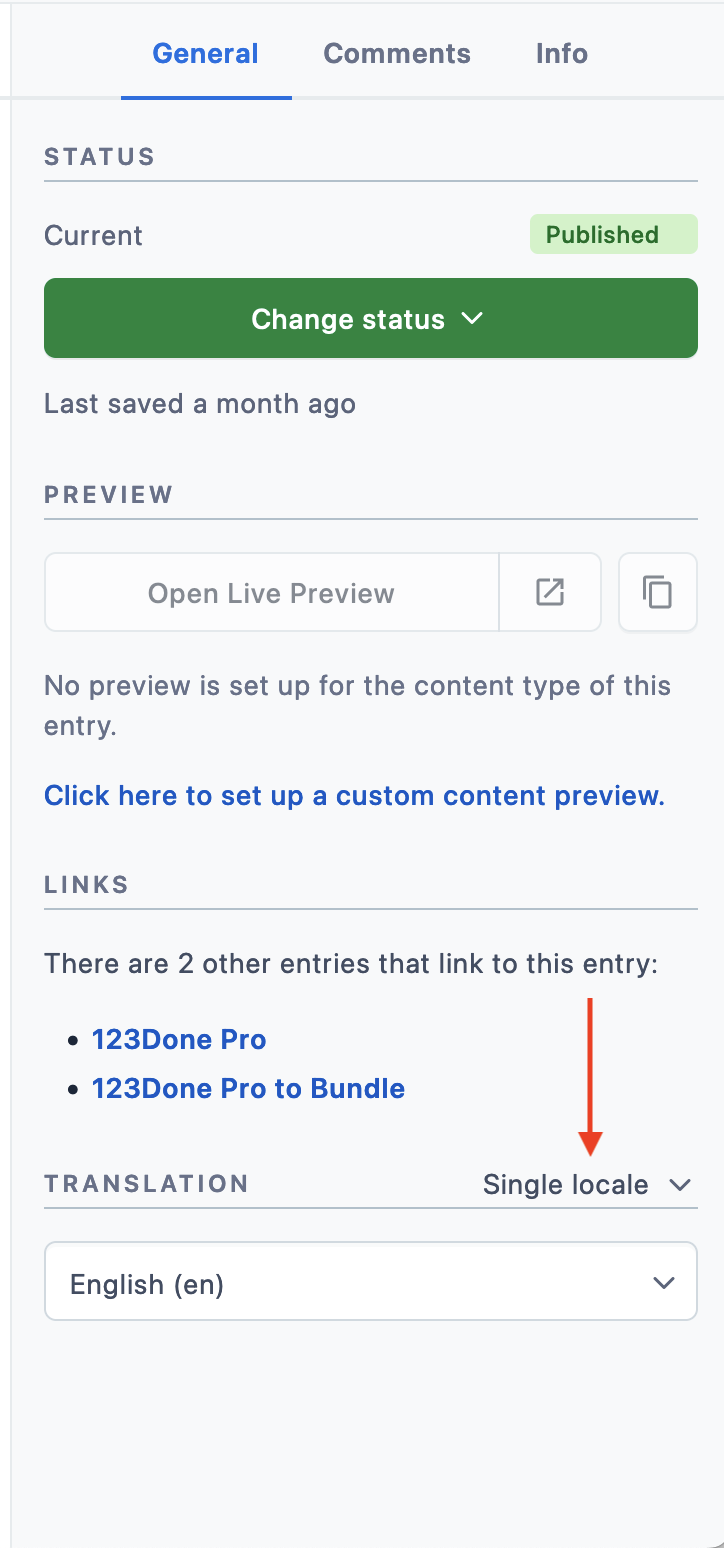 General Comments Info
STATUS
Current Published
Change status
Last saved a month ago
PREVIEW
Open Live Preview
No preview is set up for the content type of this
entry.
Click here to set up a custom content preview.
LINKS
There are 2 other entries that link to this entry:
• 123Done Pro
• 123Done Pro to Bundle
TRANSLATION Single locale
English (en)